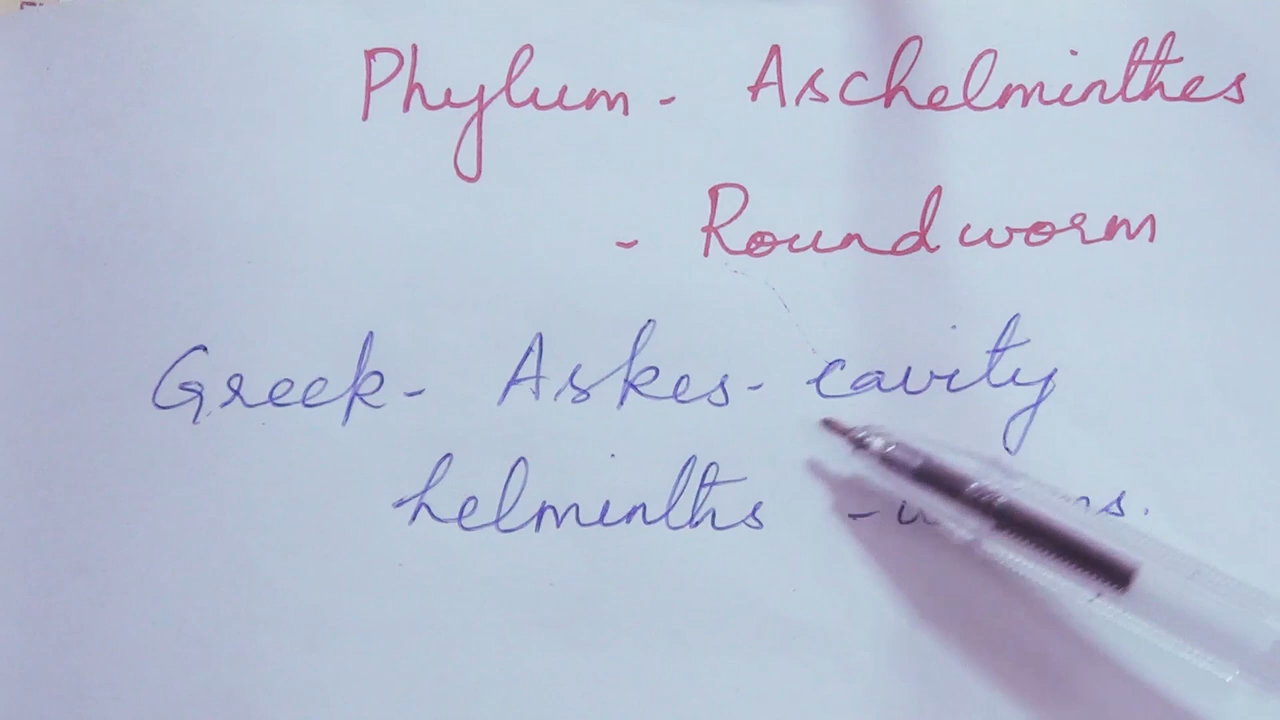 Phylum - Aschelminthes
- Roundworm
Greek - Askes - cavity
helminths -